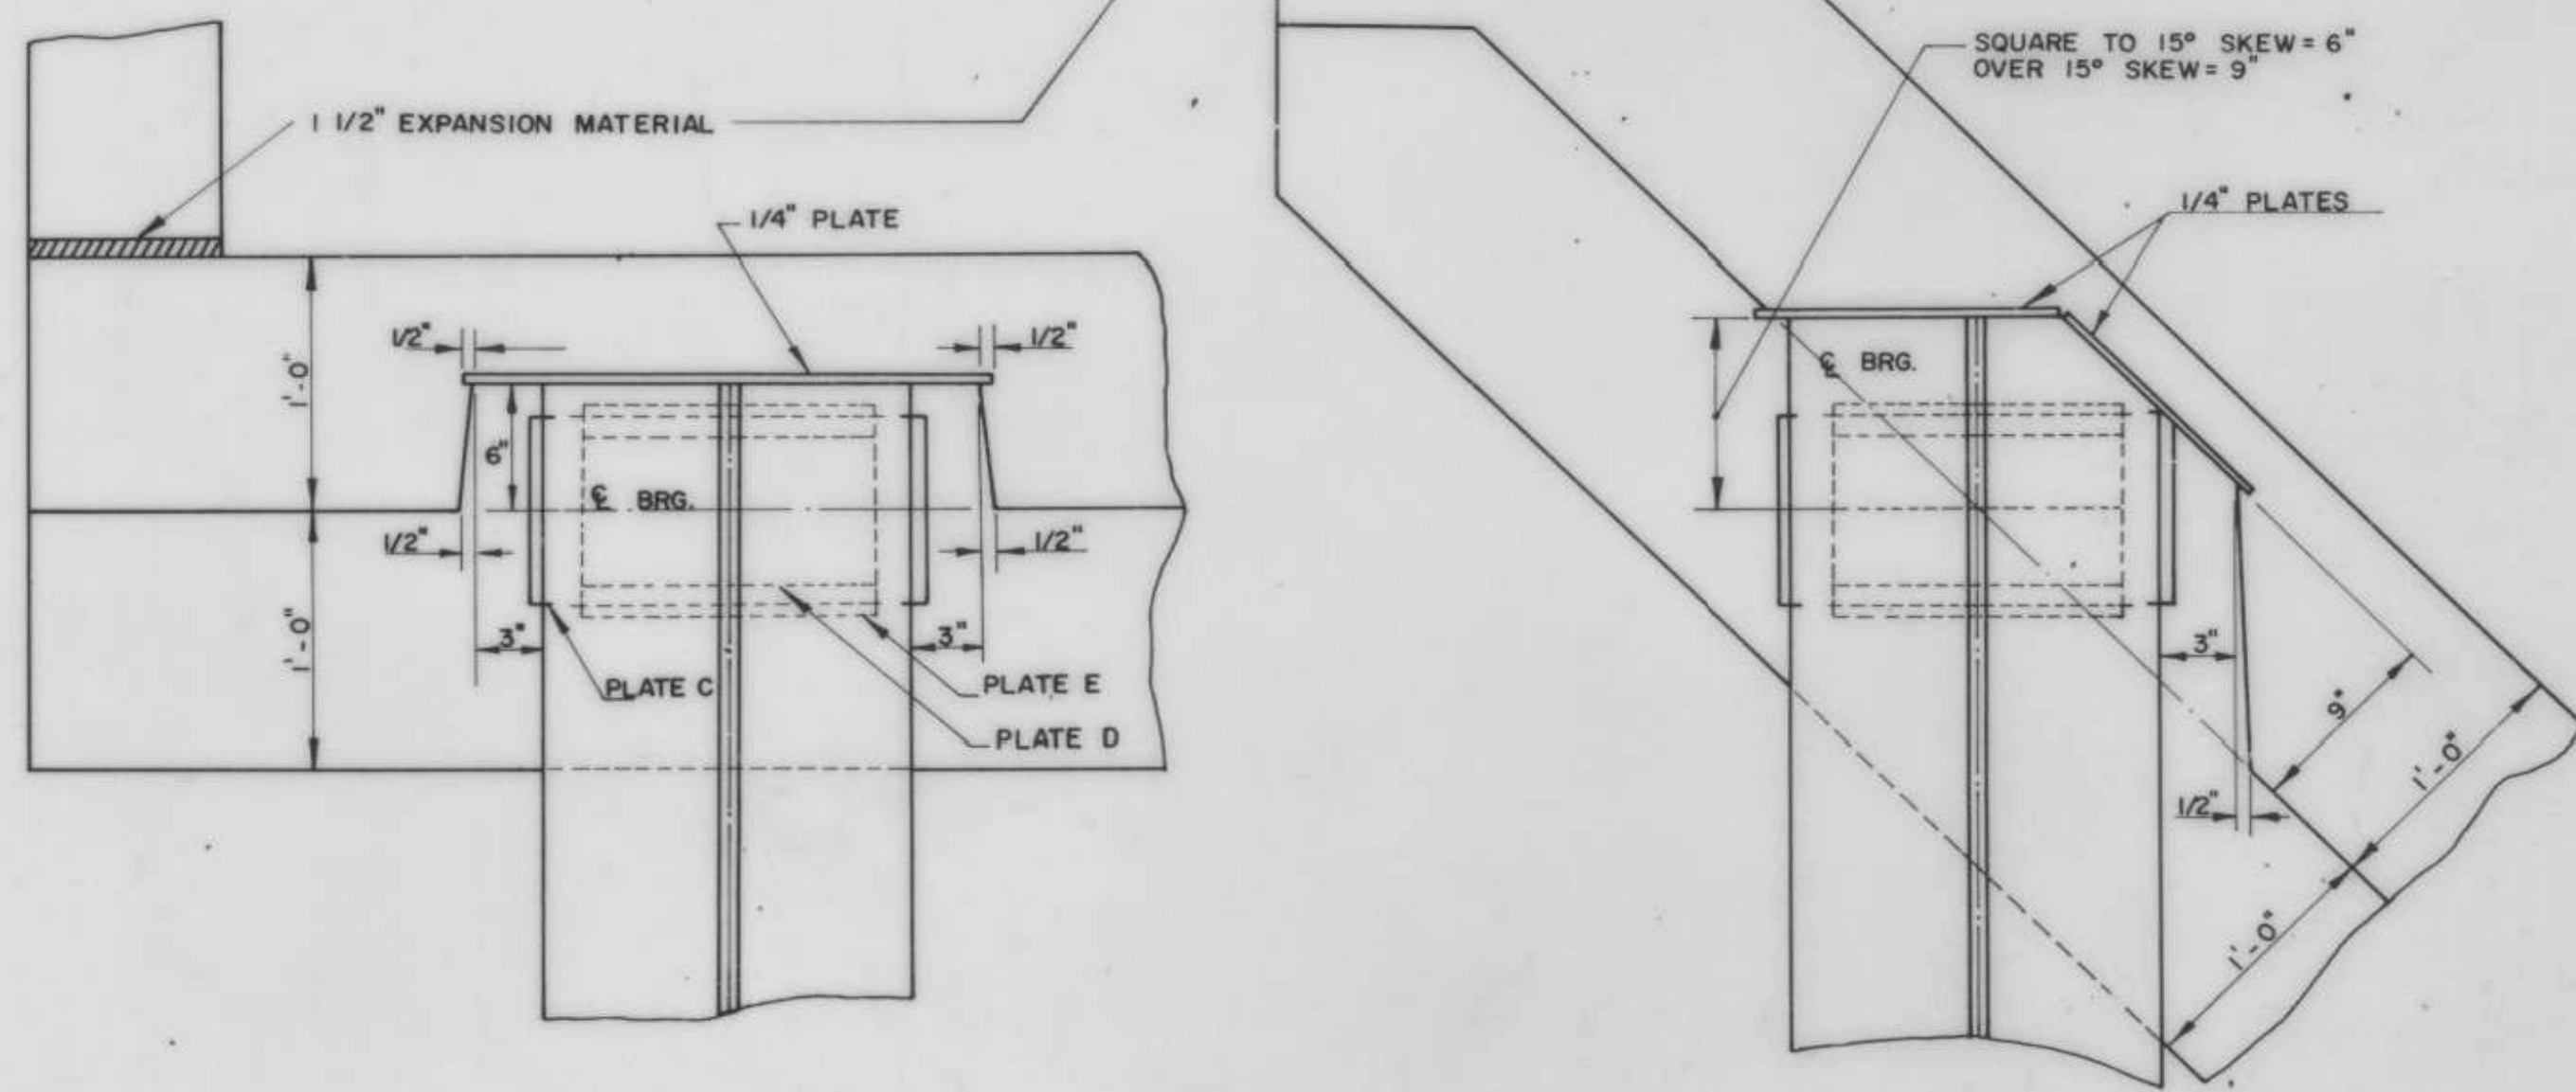 SQUARE TO 15° SKEW = 6"
OVER 15° SKEW = 9"
1 1/2" EXPANSION MATERIAL
1/4" PLATE
1/4" PLATES
1/2"
1/2"
1'-0"
℄ BRG.
6"
℄ BRG.
1/2"
1/2"
1'-0"
3"
3"
3"
PLATE C
PLATE E
PLATE D
9"
1'-0"
1/2"
1'-0"